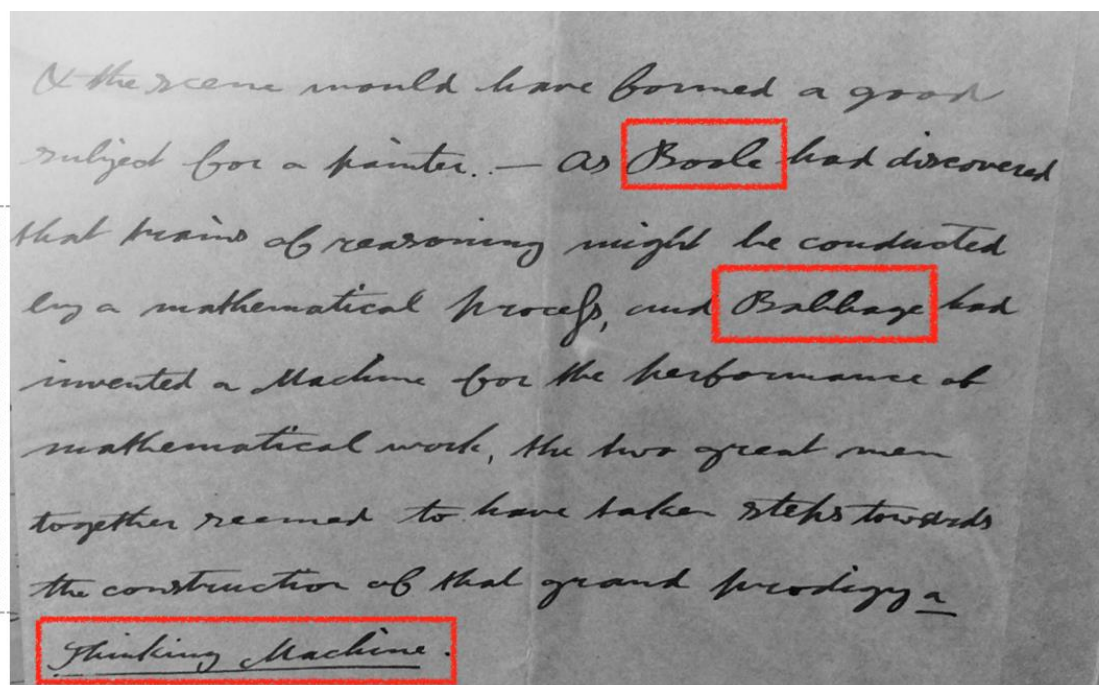 & the scene would have formed a good
subject for a painter. — As Boole had discovered
that trains of reasoning might be conducted
by a mathematical process, and Babbage had
invented a Machine for the performance of
mathematical work, the two great men
together seemed to have taken steps towards
the construction of that grand prodigy a
Thinking Machine.